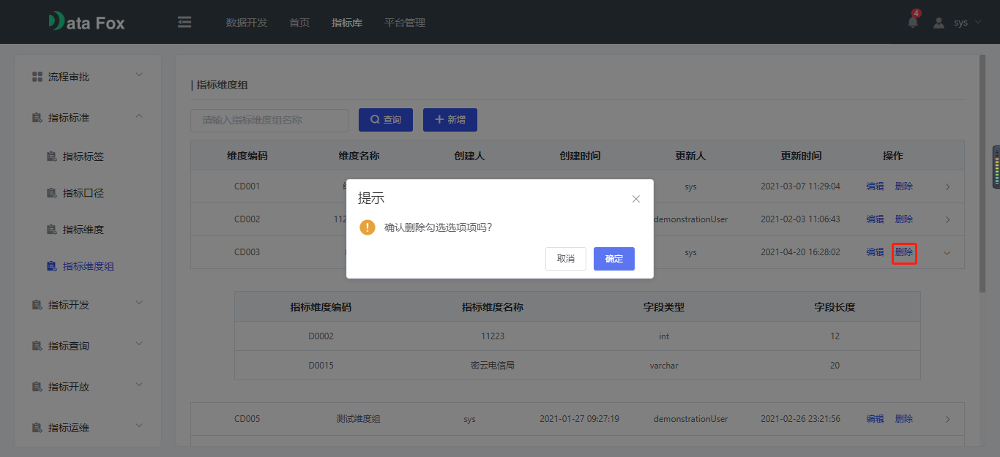 Data Fox
数据开发
首页
指标库
平台管理
4
sys
流程审批
指标标准
指标标签
指标口径
指标维度
指标维度组
指标开发
指标查询
指标开放
指标运维
| 指标维度组
请输入指标维度组名称
查询
新增
维度编码 维度名称 创建人 创建时间 更新人 更新时间 操作
CD001 sys 2021-03-07 11:29:04 编辑 删除
CD002 112 demonstrationUser 2021-02-03 11:06:43 编辑 删除
CD003 sys 2021-04-20 16:28:02 编辑 删除
提示
确认删除勾选选项项吗?
取消
确定
指标维度编码 指标维度名称 字段类型 字段长度
D0002 11223 int 12
D0015 密云电信局 varchar 20
CD005 测试维度组 sys 2021-01-27 09:27:19 demonstrationUser 2021-02-26 23:21:56 编辑 删除